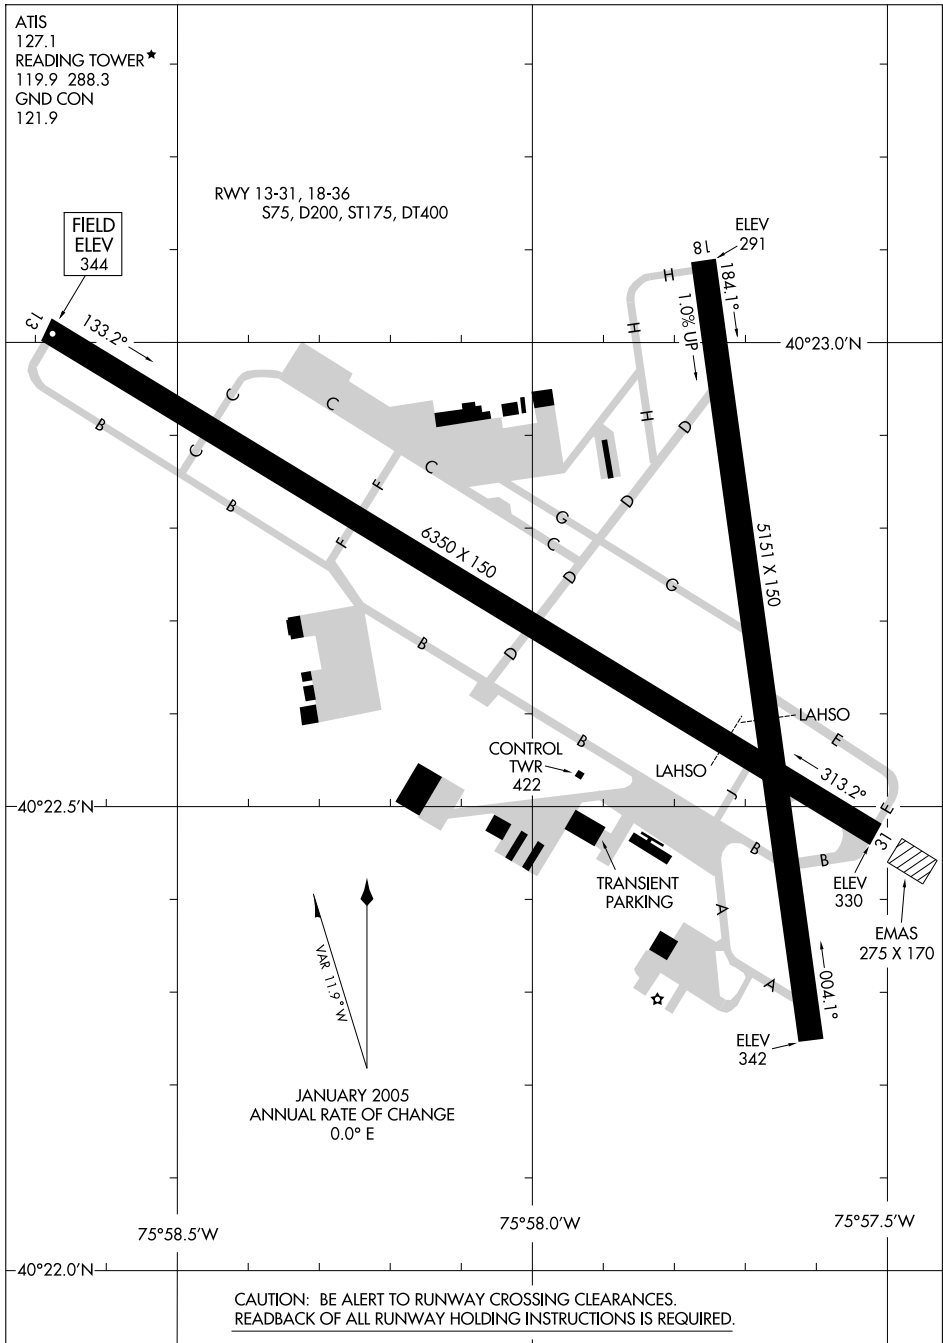 ATIS
127.1
READING TOWER★
119.9 288.3
GND CON
121.9
RWY 13-31, 18-36
S75, D200, ST175, DT400
FIELD
ELEV
344
ELEV
291
18
184.1°
1.0% UP
13
133.2°
40°23.0'N
H
H
H
C
C
C
C
C
B
B
B
B
B
B
F
F
D
D
D
D
G
G
6350 X 150
5151 X 150
LAHSO
LAHSO
E
E
CONTROL
TWR
422
J
313.2°
31
40°22.5'N
TRANSIENT
PARKING
ELEV
330
EMAS
275 X 170
A
A
004.1°
ELEV
342
VAR 11.9° W
JANUARY 2005
ANNUAL RATE OF CHANGE
0.0° E
75°58.5'W
75°58.0'W
75°57.5'W
40°22.0'N
CAUTION: BE ALERT TO RUNWAY CROSSING CLEARANCES.
READBACK OF ALL RUNWAY HOLDING INSTRUCTIONS IS REQUIRED.